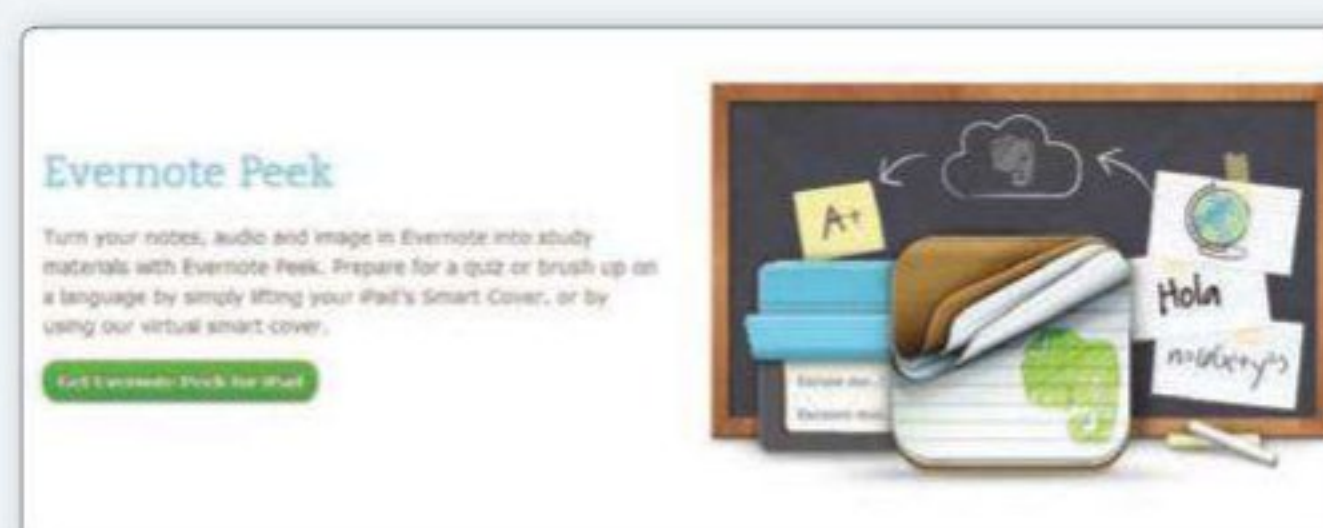 Evernote Peek
Turn your notes, audio and image in Evernote into study
materials with Evernote Peek. Prepare for a quiz or brush up on
a language by simply lifting your iPad's Smart Cover, or by
using our virtual smart cover.
Get Evernote Peek for iPad
A+
Hola